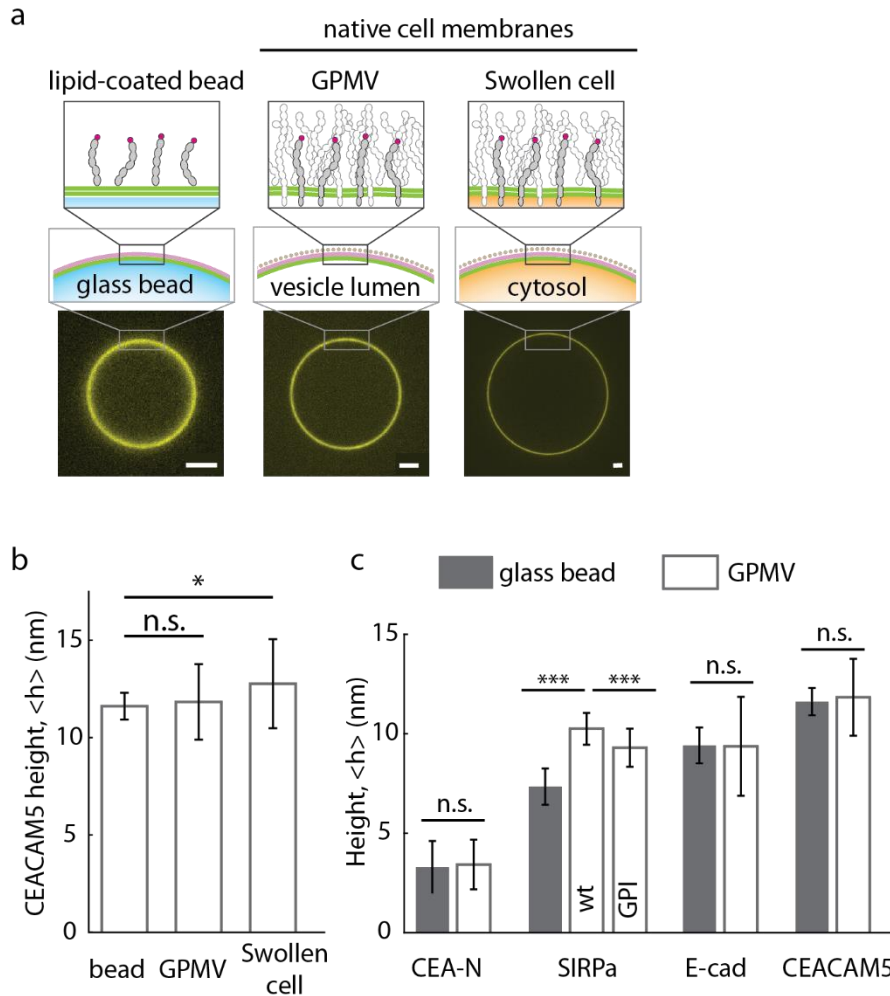 a
native cell membranes
lipid-coated bead
GPMV
Swollen cell
glass bead
vesicle lumen
cytosol
b
CEACAM5 height, <h> (nm)
15
10
5
0
*
n.s.
bead
GPMV
Swollen
cell
c
glass bead
GPMV
Height, <h> (nm)
15
10
5
0
n.s.
***
***
n.s.
n.s.
wt
GPI
CEA-N
SIRPa
E-cad
CEACAM5